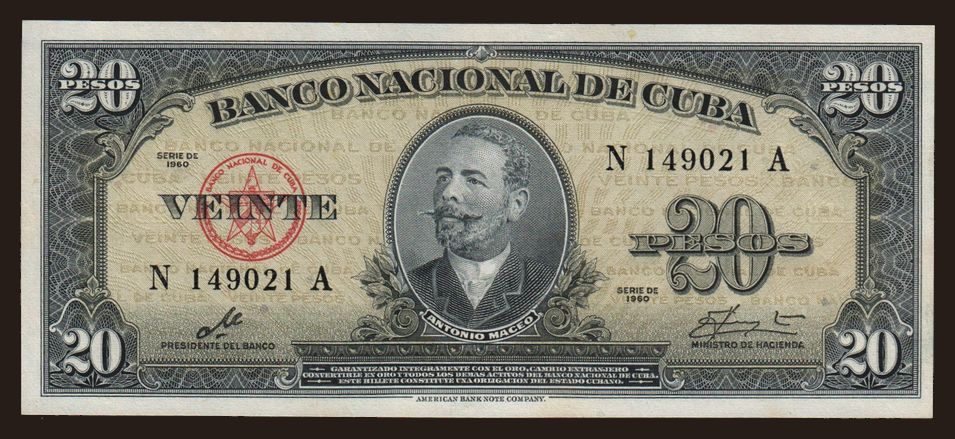 20 PESOS
20 PESOS
BANCO NACIONAL DE CUBA
SERIE DE
1960
BANCO NACIONAL DE CUBA
VEINTE
N 149021 A
N 149021 A
20 PESOS
SERIE DE
1960
ANTONIO MACEO
PRESIDENTE DEL BANCO
MINISTRO DE HACIENDA
20
20
GARANTIZADO INTEGRAMENTE CON EL ORO, CAMBIO EXTRANJERO
CONVERTIBLE EN ORO Y TODOS LOS DEMAS ACTIVOS DEL BANCO NACIONAL DE CUBA.
ESTE BILLETE CONSTITUYE UNA OBLIGACION DEL ESTADO CUBANO.
AMERICAN BANK NOTE COMPANY.